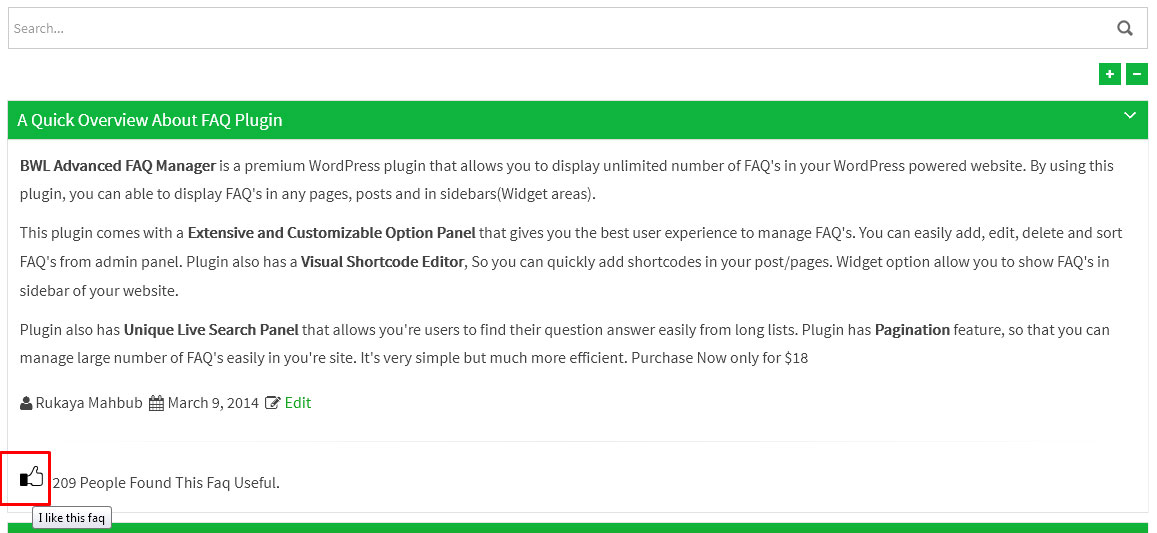 Search...
+ −
A Quick Overview About FAQ Plugin
BWL Advanced FAQ Manager is a premium WordPress plugin that allows you to display unlimited number of FAQ's in your WordPress powered website. By using this
plugin, you can able to display FAQ's in any pages, posts and in sidebars(Widget areas).
This plugin comes with a Extensive and Customizable Option Panel that gives you the best user experience to manage FAQ's. You can easily add, edit, delete and sort
FAQ's from admin panel. Plugin also has a Visual Shortcode Editor, So you can quickly add shortcodes in your post/pages. Widget option allow you to show FAQ's in
sidebar of your website.
Plugin also has Unique Live Search Panel that allows you're users to find their question answer easily from long lists. Plugin has Pagination feature, so that you can
manage large number of FAQ's easily in you're site. It's very simple but much more efficient. Purchase Now only for $18
Rukaya Mahbub March 9, 2014 Edit
209 People Found This Faq Useful.
I like this faq